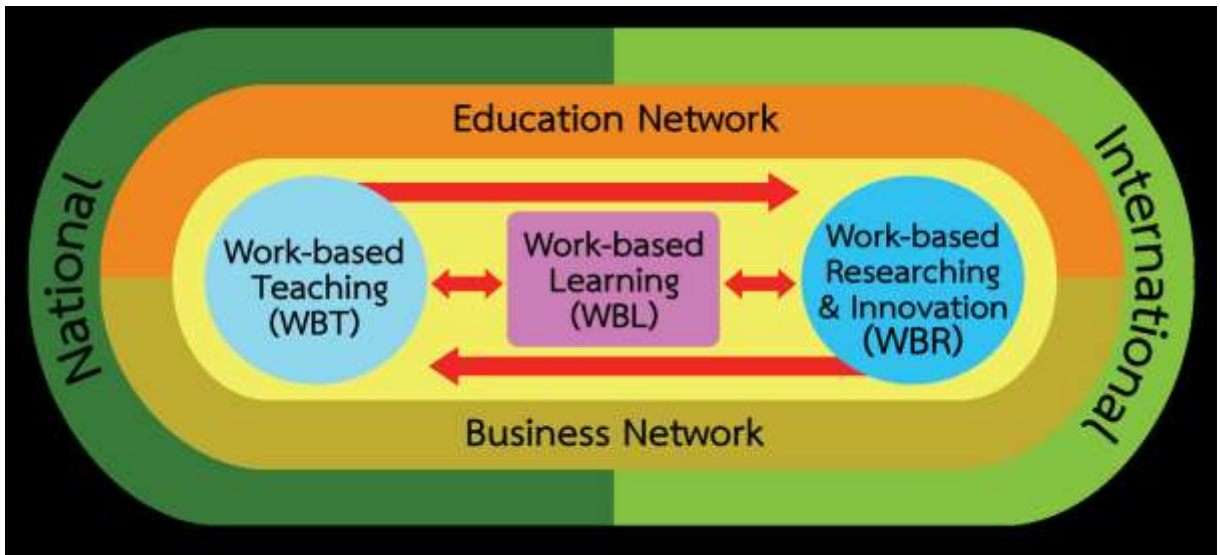 Education Network
National
International
Work-based
Teaching
(WBT)
Work-based
Learning
(WBL)
Work-based
Researching
& Innovation
(WBR)
Business Network